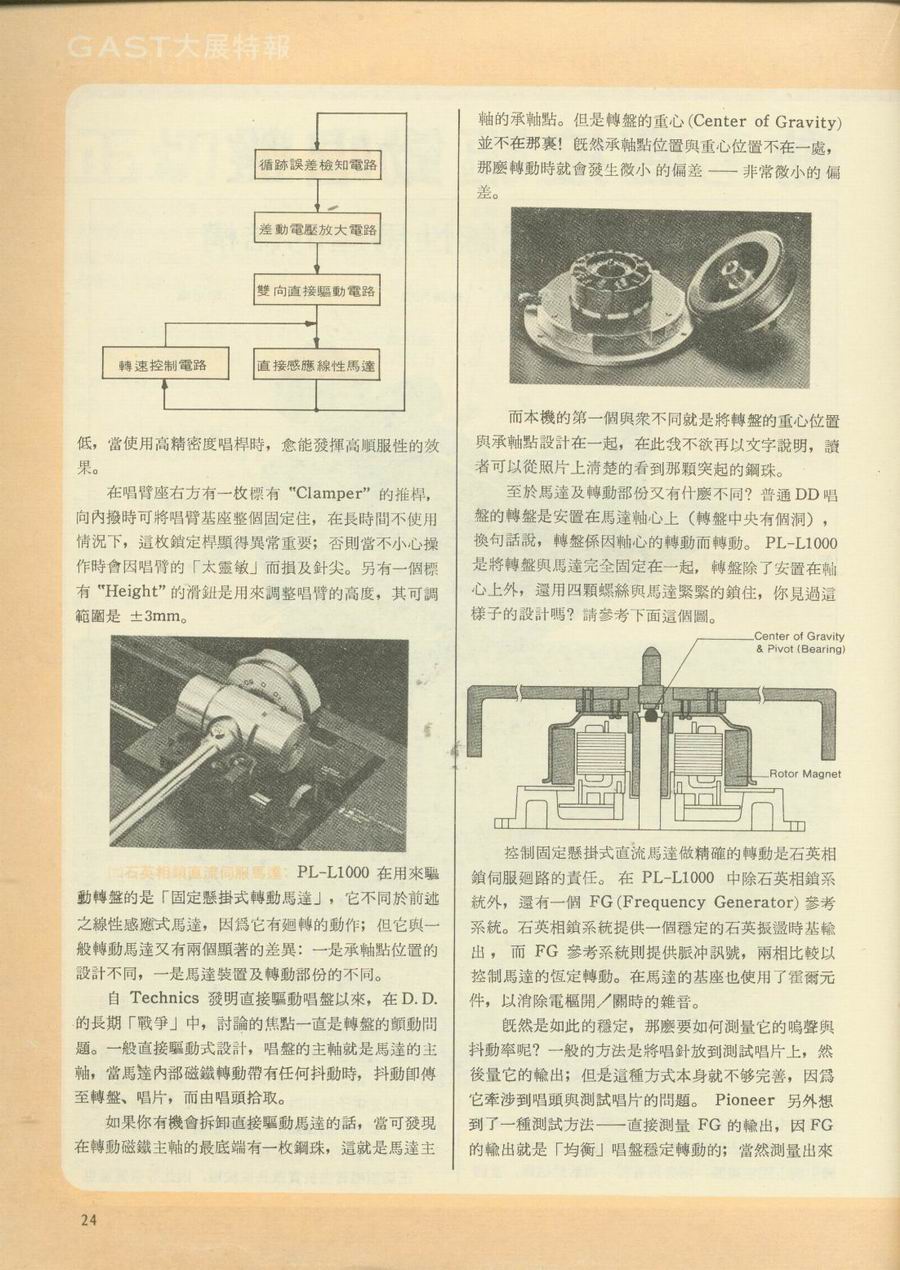 GAST大展特報
循跡誤差檢知電路
差動電壓放大電路
雙向直接驅動電路
轉速控制電路
直接感應線性馬達
低，當使用高精密度唱桿時，愈能發揮高順服性的效
果。
在唱臂座右方有一枚標有 "Clamper" 的推桿，
向內撥時可將唱臂基座整個固定住，在長時間不使用
情況下，這枚鎖定桿顯得異常重要；否則當不小心操
作時會因唱臂的「太靈敏」而損及針尖。另有一個標
有 "Height" 的滑鈕是用來調整唱臂的高度，其可調
範圍是 ±3mm。
□石英相鎖直流伺服馬達：PL-L1000 在用來驅
動轉盤的是「固定懸掛式轉動馬達」，它不同於前述
之線性感應式馬達，因爲它有廻轉的動作；但它與一
般轉動馬達又有兩個顯著的差異：一是承軸點位置的
設計不同，一是馬達裝置及轉動部份的不同。
自 Technics 發明直接驅動唱盤以來，在D.D.
的長期「戰爭」中，討論的焦點一直是轉盤的顫動問
題。一般直接驅動式設計，唱盤的主軸就是馬達的主
軸，當馬達內部磁鐵轉動帶有任何抖動時，抖動卽傳
至轉盤、唱片，而由唱頭拾取。
如果你有機會拆卸直接驅動馬達的話，當可發現
在轉動磁鐵主軸的最底端有一枚鋼珠，這就是馬達主
軸的承軸點。但是轉盤的重心(Center of Gravity)
並不在那裏！旣然承軸點位置與重心位置不在一處，
那麼轉動時就會發生微小的偏差 —— 非常微小的偏
差。
而本機的第一個與衆不同就是將轉盤的重心位置
與承軸點設計在一起，在此我不欲再以文字說明，讀
者可以從照片上清楚的看到那顆突起的鋼珠。
至於馬達及轉動部份又有什麼不同？普通DD唱
盤的轉盤是安置在馬達軸心上（轉盤中央有個洞），
換句話說，轉盤係因軸心的轉動而轉動。 PL-L1000
是將轉盤與馬達完全固定在一起，轉盤除了安置在軸
心上外，還用四顆螺絲與馬達緊緊的鎖住，你見過這
樣子的設計嗎？請參考下面這個圖。
Center of Gravity
& Pivot (Bearing)
Rotor Magnet
控制固定懸掛式直流馬達做精確的轉動是石英相
鎖伺服廻路的責任。在 PL-L1000 中除石英相鎖系
統外，還有一個 FG(Frequency Generator)參考
系統。石英相鎖系統提供一個穩定的石英振盪時基輸
出，而 FG 參考系統則提供脈冲訊號，兩相比較以
控制馬達的恆定轉動。在馬達的基座也使用了霍爾元
件，以消除電樞開／關時的雜音。
旣然是如此的穩定，那麼要如何測量它的鳴聲與
抖動率呢？一般的方法是將唱針放到測試唱片上，然
後量它的輸出；但是這種方式本身就不够完善，因爲
它牽涉到唱頭與測試唱片的問題。 Pioneer 另外想
到了一種測試方法——直接測量 FG 的輸出，因 FG
的輸出就是「均衡」唱盤穩定轉動的；當然測量出來
24